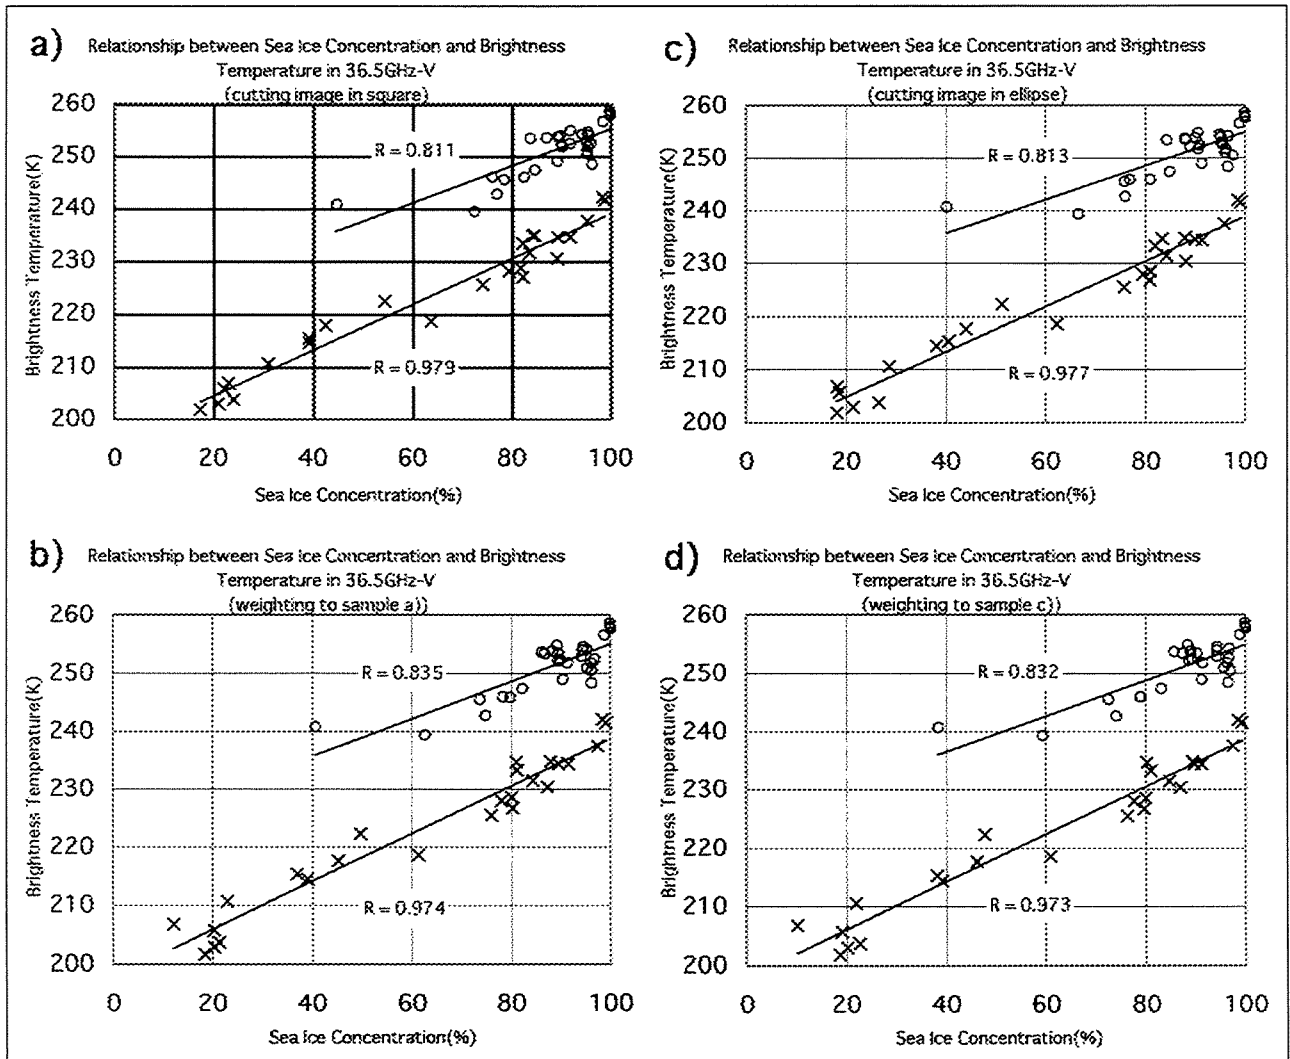 a) Relationship between Sea Ice Concentration and Brightness
Temperature in 36.5GHz-V
(cutting image in square)
260
250
240
230
220
210
200
Brightness Temperature(K)
R = 0.811
R = 0.979
0 20 40 60 80 100
Sea Ice Concentration(%)
c) Relationship between Sea Ice Concentration and Brightness
Temperature in 36.5GHz-V
(cutting image in ellipse)
260
250
240
230
220
210
200
Brightness Temperature(K)
R = 0.813
R = 0.977
0 20 40 60 80 100
Sea Ice Concentration(%)
b) Relationship between Sea Ice Concentration and Brightness
Temperature in 36.5GHz-V
(weighting to sample a))
260
250
240
230
220
210
200
Brightness Temperature(K)
R = 0.835
R = 0.974
0 20 40 60 80 100
Sea Ice Concentration(%)
d) Relationship between Sea Ice Concentration and Brightness
Temperature in 36.5GHz-V
(weighting to sample c))
260
250
240
230
220
210
200
Brightness Temperature(K)
R = 0.832
R = 0.973
0 20 40 60 80 100
Sea Ice Concentration(%)